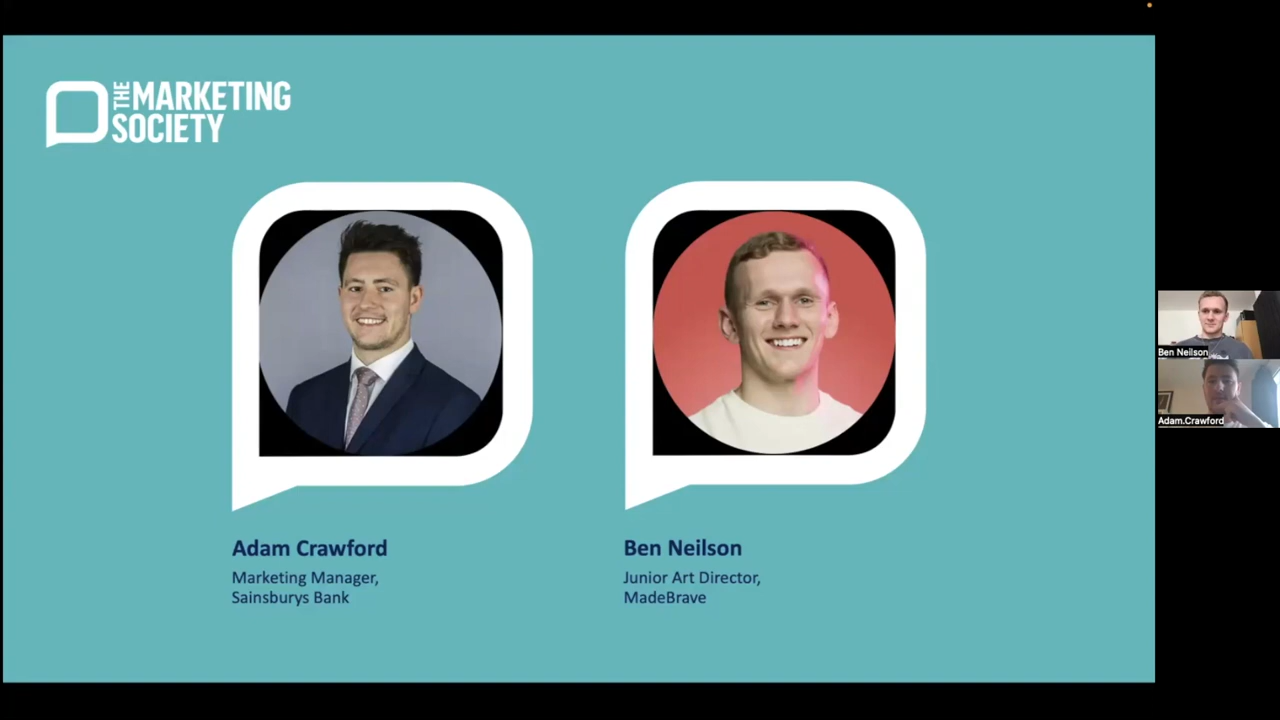 THE MARKETING
SOCIETY
Adam Crawford
Marketing Manager,
Sainsburys Bank
Ben Neilson
Junior Art Director,
MadeBrave
Ben Neilson
Adam.Crawford